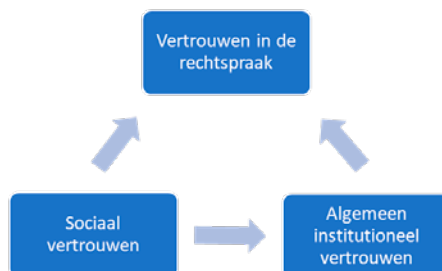 Vertrouwen in de
rechtspraak
Sociaal
vertrouwen
Algemeen
institutioneel
vertrouwen